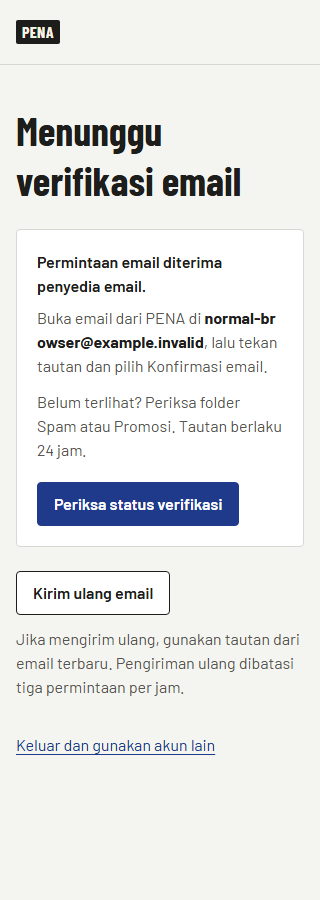 PENA
Menunggu
verifikasi email
Permintaan email diterima
penyedia email.
Buka email dari PENA di normal-br
owser@example.invalid, lalu tekan
tautan dan pilih Konfirmasi email.
Belum terlihat? Periksa folder
Spam atau Promosi. Tautan berlaku
24 jam.
Periksa status verifikasi
Kirim ulang email
Jika mengirim ulang, gunakan tautan dari
email terbaru. Pengiriman ulang dibatasi
tiga permintaan per jam.
Keluar dan gunakan akun lain